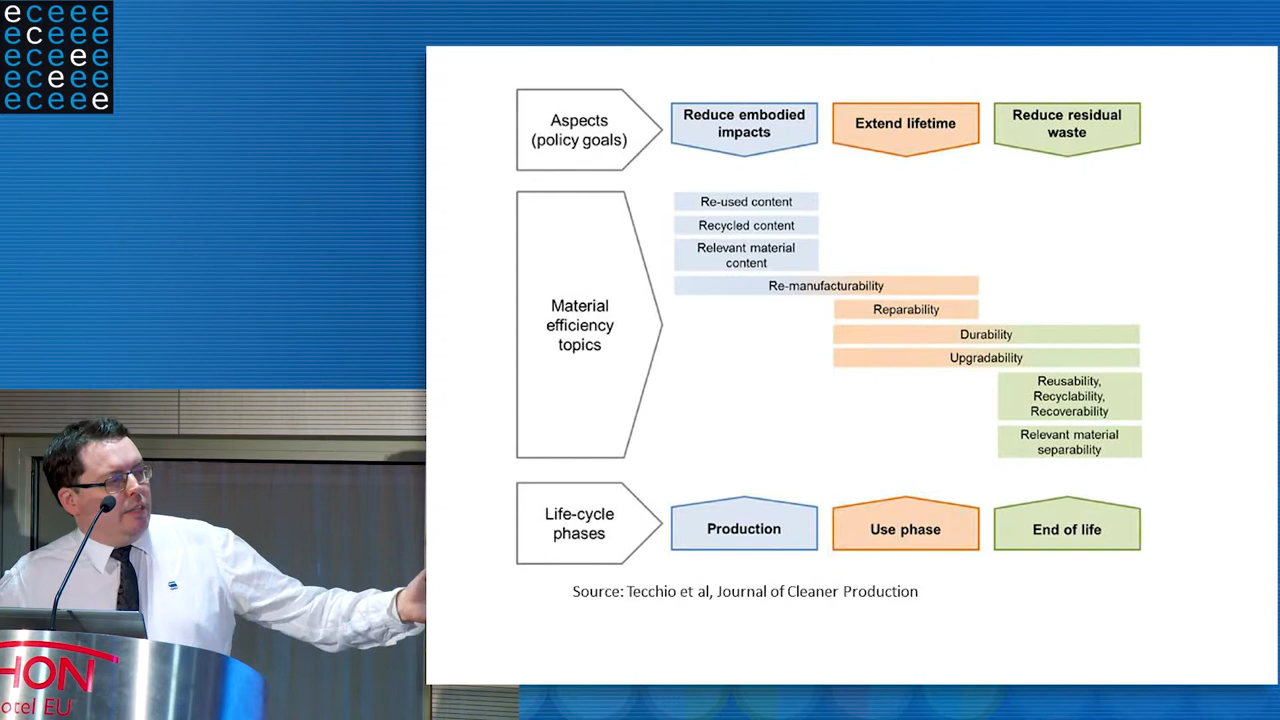 eceee
eceee
eceee
eceee
eceee
Aspects
(policy goals)
Reduce embodied
impacts
Extend lifetime
Reduce residual
waste
Material
efficiency
topics
Re-used content
Recycled content
Relevant material
content
Re-manufacturability
Reparability
Durability
Upgradability
Reusability,
Recyclability,
Recoverability
Relevant material
separability
Life-cycle
phases
Production
Use phase
End of life
Source: Tecchio et al, Journal of Cleaner Production
HON
otel EU